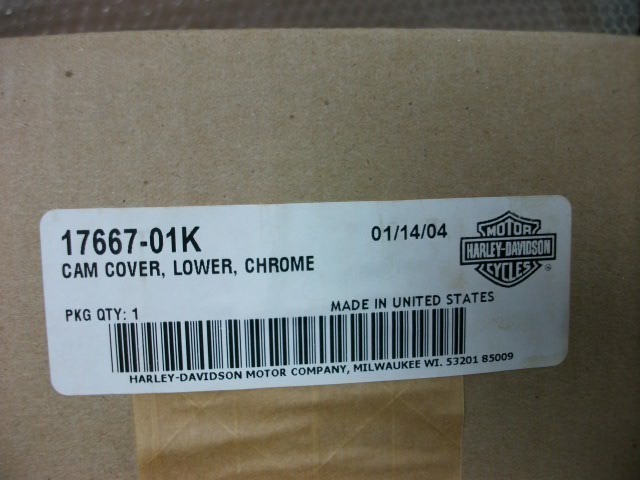 17667-01K 01/14/04
CAM COVER, LOWER, CHROME
MOTOR
HARLEY-DAVIDSON
CYCLES
®
PKG QTY: 1 MADE IN UNITED STATES
HARLEY-DAVIDSON MOTOR COMPANY, MILWAUKEE WI. 53201 B5009